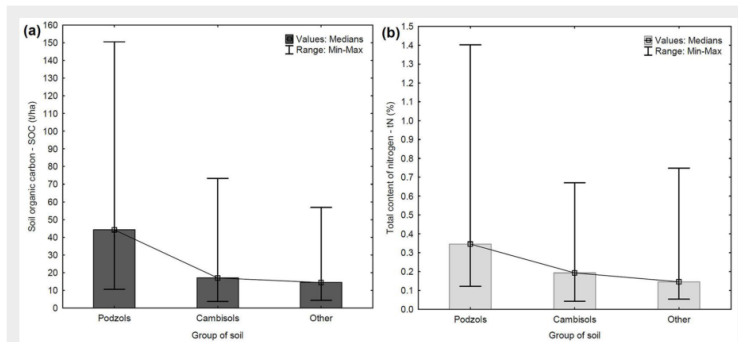 (a)
Values: Medians
Range: Min-Max
Soil organic carbon - SOC (t/ha)
160
150
140
130
120
110
100
90
80
70
60
50
40
30
20
10
0
Podzols Cambisols Other
Group of soil
(b)
Values: Medians
Range: Min-Max
Total content of nitrogen - tN (%)
1.5
1.4
1.3
1.2
1.1
1.0
0.9
0.8
0.7
0.6
0.5
0.4
0.3
0.2
0.1
0.0
Podzols Cambisols Other
Group of soil